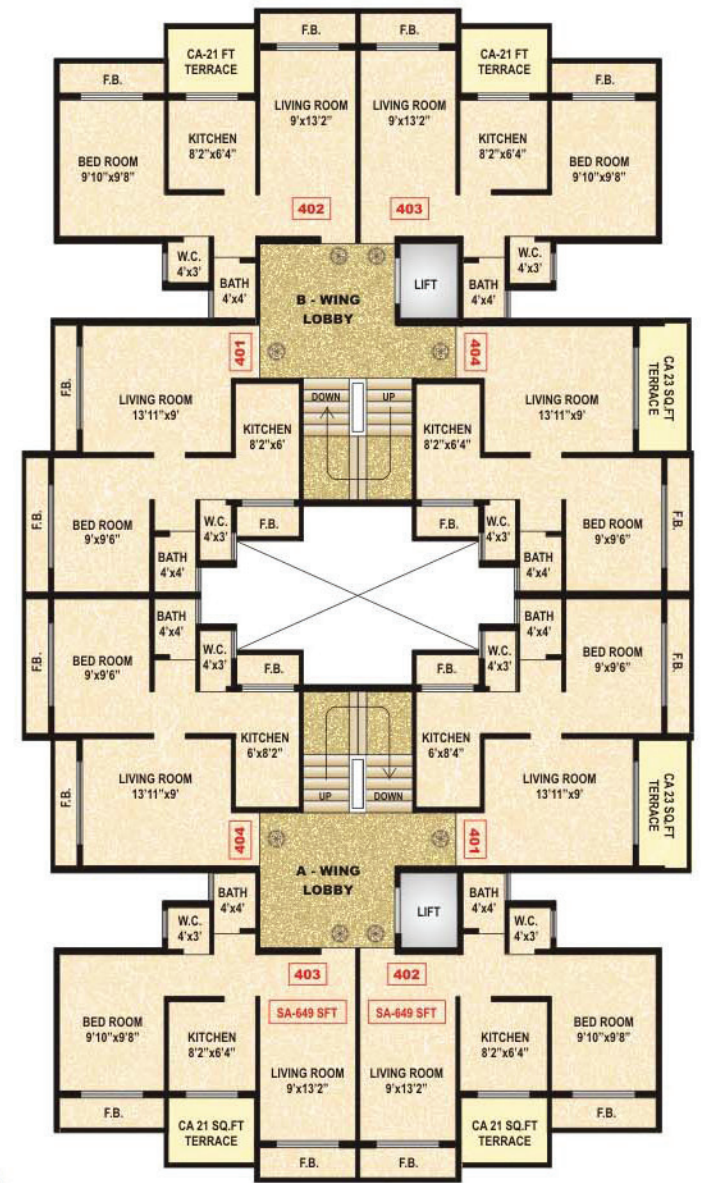 F.B.
F.B.
CA-21 FT
TERRACE
CA-21 FT
TERRACE
F.B.
F.B.
LIVING ROOM
9'x13'2"
LIVING ROOM
9'x13'2"
KITCHEN
8'2"x6'4"
KITCHEN
8'2"x6'4"
BED ROOM
9'10"x9'8"
BED ROOM
9'10"x9'8"
402
403
W.C.
4'x3'
W.C.
4'x3'
BATH
4'x4'
LIFT
BATH
4'x4'
B - WING
LOBBY
401
404
F.B.
LIVING ROOM
13'11"x9'
DOWN
UP
LIVING ROOM
13'11"x9'
CA 23 SQ.FT
TERRACE
KITCHEN
8'2"x6'
KITCHEN
8'2"x6'4"
F.B.
BED ROOM
9'x9'6"
W.C.
4'x3'
F.B.
F.B.
W.C.
4'x3'
BED ROOM
9'x9'6"
F.B.
BATH
4'x4'
BATH
4'x4'
BATH
4'x4'
BATH
4'x4'
F.B.
BED ROOM
9'x9'6"
W.C.
4'x3'
F.B.
F.B.
W.C.
4'x3'
BED ROOM
9'x9'6"
F.B.
KITCHEN
6'x8'2"
KITCHEN
6'x8'4"
F.B.
LIVING ROOM
13'11"x9'
UP
DOWN
LIVING ROOM
13'11"x9'
CA 23 SQ.FT
TERRACE
404
401
A - WING
LOBBY
BATH
4'x4'
LIFT
BATH
4'x4'
W.C.
4'x3'
W.C.
4'x3'
403
402
SA-649 SFT
SA-649 SFT
BED ROOM
9'10"x9'8"
KITCHEN
8'2"x6'4"
KITCHEN
8'2"x6'4"
BED ROOM
9'10"x9'8"
LIVING ROOM
9'x13'2"
LIVING ROOM
9'x13'2"
F.B.
F.B.
CA 21 SQ.FT
TERRACE
CA 21 SQ.FT
TERRACE
F.B.
F.B.